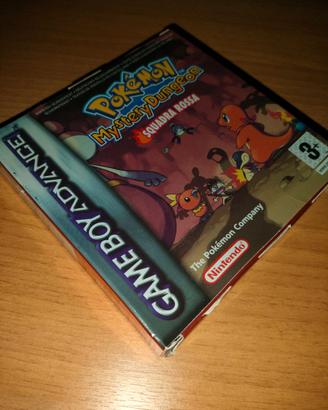 POKéMON
Mystery Dungeon
SQUADRA ROSSA
3+
The Pokémon Company
Nintendo
GAME BOY ADVANCE